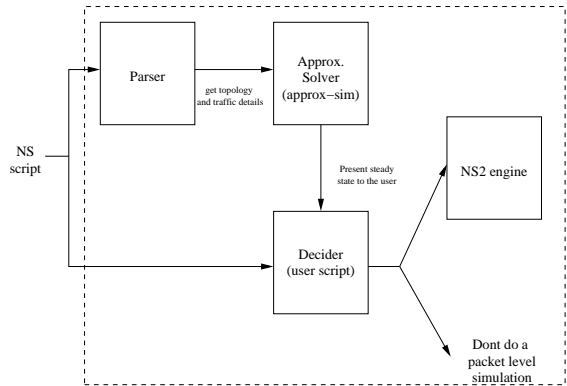 Parser
Approx.
Solver
(approx−sim)
get topology
and traffic details
NS
script
Present steady
state to the user
NS2 engine
Decider
(user script)
Dont do a
packet level
simulation